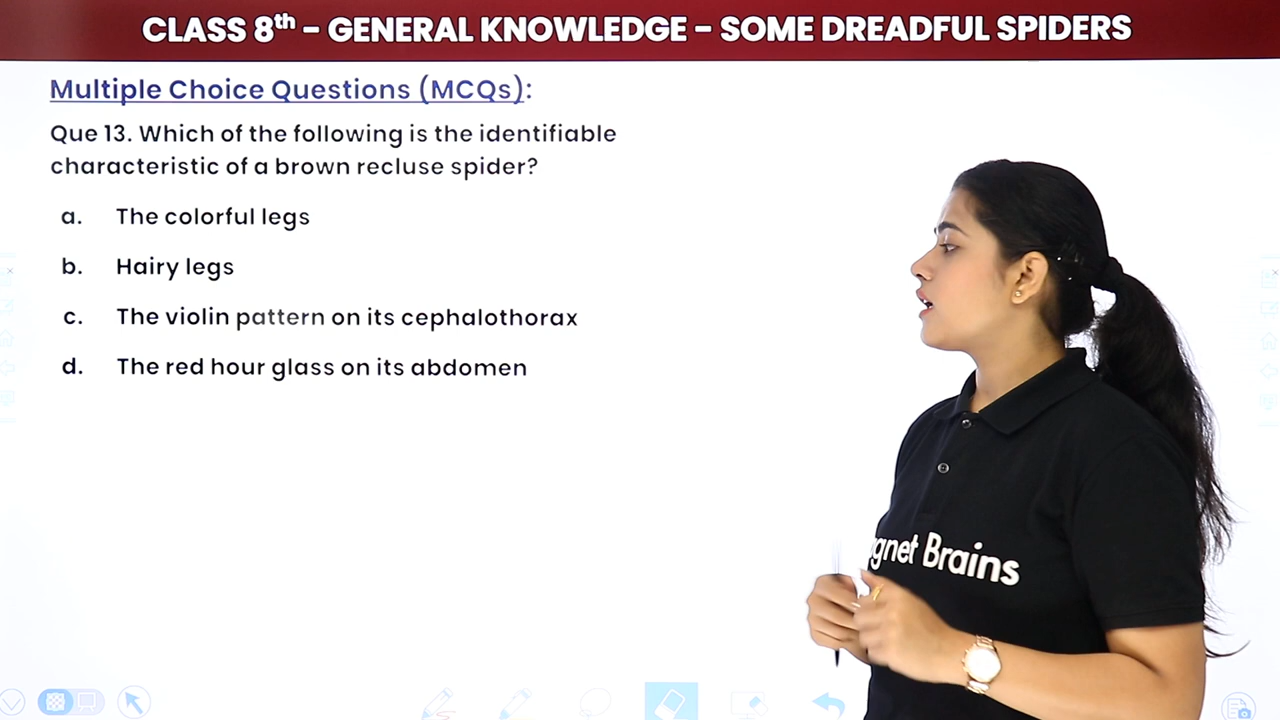 CLASS 8th – GENERAL KNOWLEDGE – SOME DREADFUL SPIDERS
Multiple Choice Questions (MCQs):
Que 13. Which of the following is the identifiable
characteristic of a brown recluse spider?
a. The colorful legs
b. Hairy legs
c. The violin pattern on its cephalothorax
d. The red hour glass on its abdomen
gnet Brains